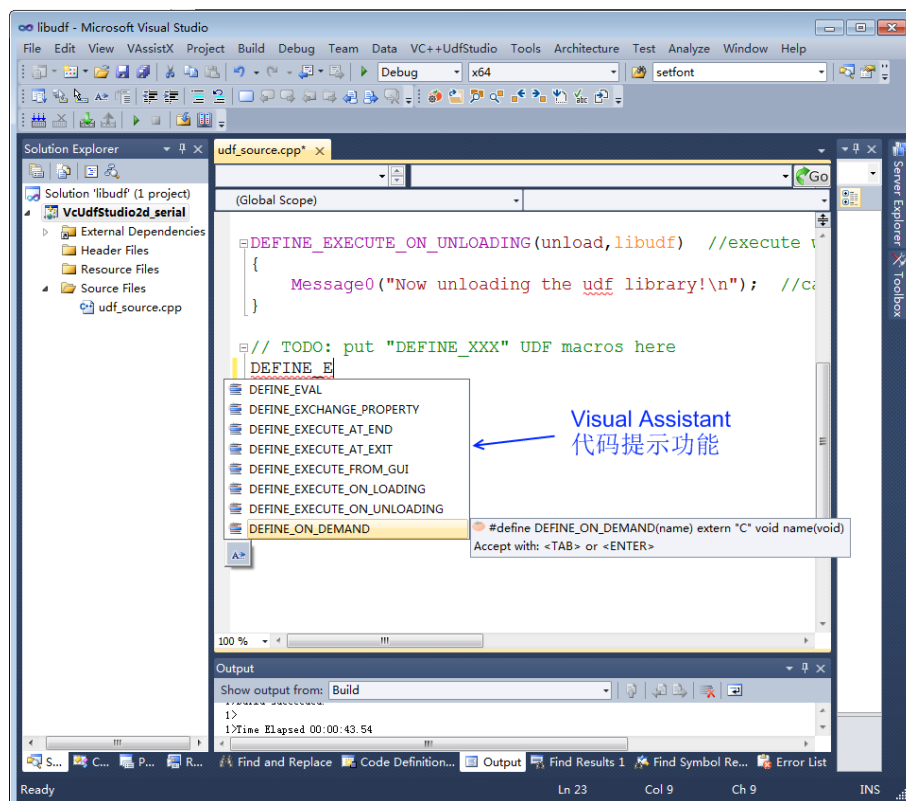 libudf - Microsoft Visual Studio
File Edit View VAssistX Project Build Debug Team Data VC++UdfStudio Tools Architecture Test Analyze Window Help
Debug x64 setfont
Solution Explorer
udf_source.cpp*
Go
Solution 'libudf' (1 project)
(Global Scope)
VcUdfStudio2d_serial
External Dependencies
Header Files
Resource Files
Source Files
udf_source.cpp
DEFINE_EXECUTE_ON_UNLOADING(unload,libudf) //execute
{
Message0("Now unloading the udf library!\n"); //ca
}
// TODO: put "DEFINE_XXX" UDF macros here
DEFINE_E
DEFINE_EVAL
DEFINE_EXCHANGE_PROPERTY
DEFINE_EXECUTE_AT_END
DEFINE_EXECUTE_AT_EXIT
DEFINE_EXECUTE_FROM_GUI
DEFINE_EXECUTE_ON_LOADING
DEFINE_EXECUTE_ON_UNLOADING
DEFINE_ON_DEMAND
Visual Assistant
代码提示功能
#define DEFINE_ON_DEMAND(name) extern "C" void name(void)
Accept with: <TAB> or <ENTER>
Server Explorer
Toolbox
100 %
Output
Show output from: Build
1>
1>Time Elapsed 00:00:43.54
S... C... P... R... Find and Replace Code Definition... Output Find Results 1 Find Symbol Re... Error List
Ready Ln 23 Col 9 Ch 9 INS